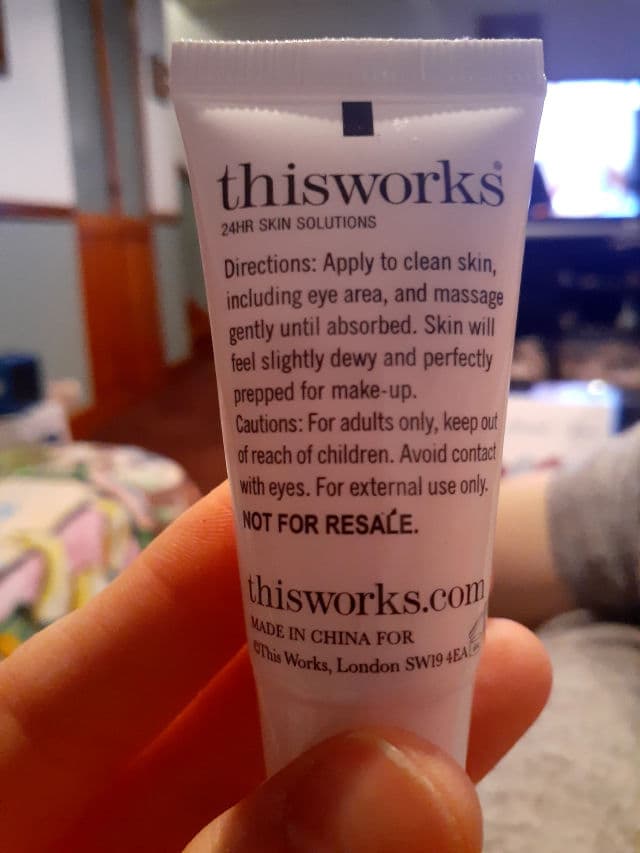 thisworks®
24HR SKIN SOLUTIONS
Directions: Apply to clean skin,
including eye area, and massage
gently until absorbed. Skin will
feel slightly dewy and perfectly
prepped for make-up.
Cautions: For adults only, keep out
of reach of children. Avoid contact
with eyes. For external use only.
NOT FOR RESALE.
thisworks.com
MADE IN CHINA FOR
©This Works, London SW19 4EA